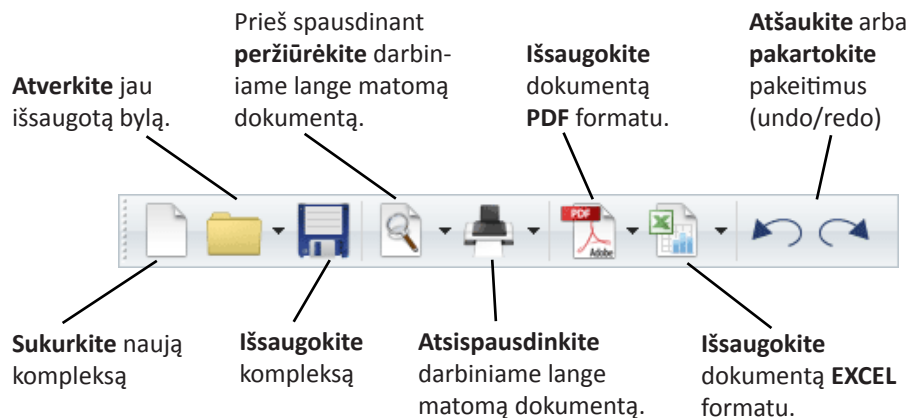 Atverkite jau
išsaugotą bylą.
Prieš spausdinant
peržiūrėkite darbin-
iame lange matomą
dokumentą.
Išsaugokite
dokumentą
PDF formatu.
Atšaukite arba
pakartokite
pakeitimus
(undo/redo)
PDF
Adobe
Sukurkite naują
kompleksą
Išsaugokite
kompleksą
Atsispausdinkite
darbiniame lange
matomą dokumentą.
Išsaugokite
dokumentą EXCEL
formatu.